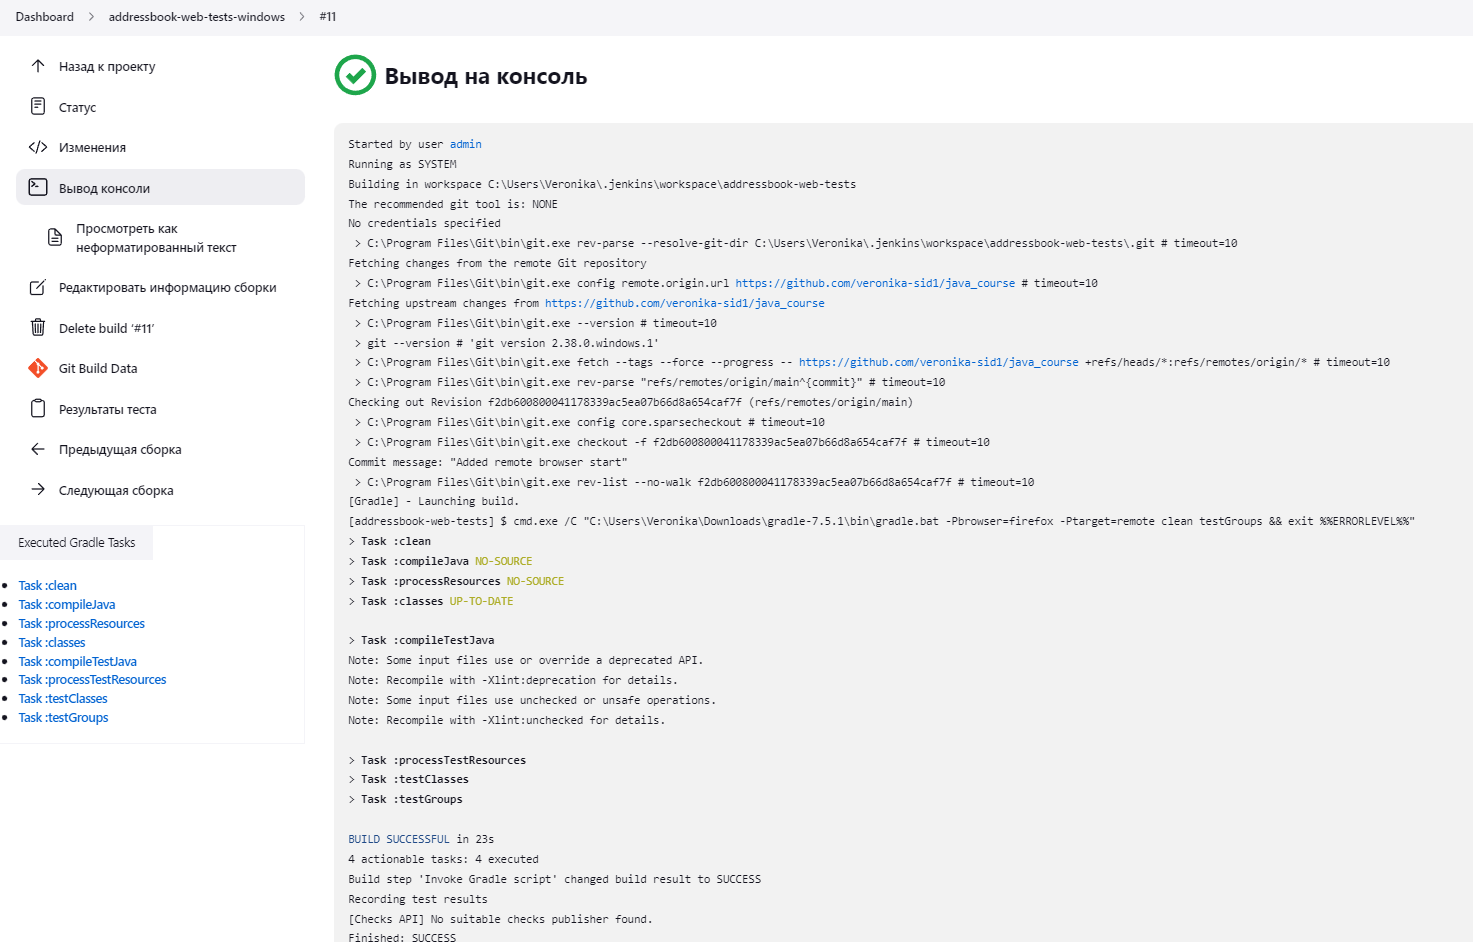 Dashboard > addressbook-web-tests-windows > #11
Назад к проекту
Статус
Изменения
Вывод консоли
Просмотреть как
неформатированный текст
Редактировать информацию сборки
Delete build ‘#11’
Git Build Data
Результаты теста
Предыдущая сборка
Следующая сборка
Executed Gradle Tasks
Task :clean
Task :compileJava
Task :processResources
Task :classes
Task :compileTestJava
Task :processTestResources
Task :testClasses
Task :testGroups
Вывод на консоль
Started by user admin
Running as SYSTEM
Building in workspace C:\Users\Veronika\.jenkins\workspace\addressbook-web-tests
The recommended git tool is: NONE
No credentials specified
> C:\Program Files\Git\bin\git.exe rev-parse --resolve-git-dir C:\Users\Veronika\.jenkins\workspace\addressbook-web-tests\.git # timeout=10
Fetching changes from the remote Git repository
> C:\Program Files\Git\bin\git.exe config remote.origin.url https://github.com/veronika-sid1/java_course # timeout=10
Fetching upstream changes from https://github.com/veronika-sid1/java_course
> C:\Program Files\Git\bin\git.exe --version # timeout=10
> git --version # 'git version 2.38.0.windows.1'
> C:\Program Files\Git\bin\git.exe fetch --tags --force --progress -- https://github.com/veronika-sid1/java_course +refs/heads/*:refs/remotes/origin/* # timeout=10
> C:\Program Files\Git\bin\git.exe rev-parse "refs/remotes/origin/main^{commit}" # timeout=10
Checking out Revision f2db600800041178339ac5ea07b66d8a654caf7f (refs/remotes/origin/main)
> C:\Program Files\Git\bin\git.exe config core.sparsecheckout # timeout=10
> C:\Program Files\Git\bin\git.exe checkout -f f2db600800041178339ac5ea07b66d8a654caf7f # timeout=10
Commit message: "Added remote browser start"
> C:\Program Files\Git\bin\git.exe rev-list --no-walk f2db600800041178339ac5ea07b66d8a654caf7f # timeout=10
[Gradle] - Launching build.
[addressbook-web-tests] $ cmd.exe /C "C:\Users\Veronika\Downloads\gradle-7.5.1\bin\gradle.bat -Pbrowser=firefox -Ptarget=remote clean testGroups && exit %%ERRORLEVEL%%"
> Task :clean
> Task :compileJava NO-SOURCE
> Task :processResources NO-SOURCE
> Task :classes UP-TO-DATE
> Task :compileTestJava
Note: Some input files use or override a deprecated API.
Note: Recompile with -Xlint:deprecation for details.
Note: Some input files use unchecked or unsafe operations.
Note: Recompile with -Xlint:unchecked for details.
> Task :processTestResources
> Task :testClasses
> Task :testGroups
BUILD SUCCESSFUL in 23s
4 actionable tasks: 4 executed
Build step 'Invoke Gradle script' changed build result to SUCCESS
Recording test results
[Checks API] No suitable checks publisher found.
Finished: SUCCESS